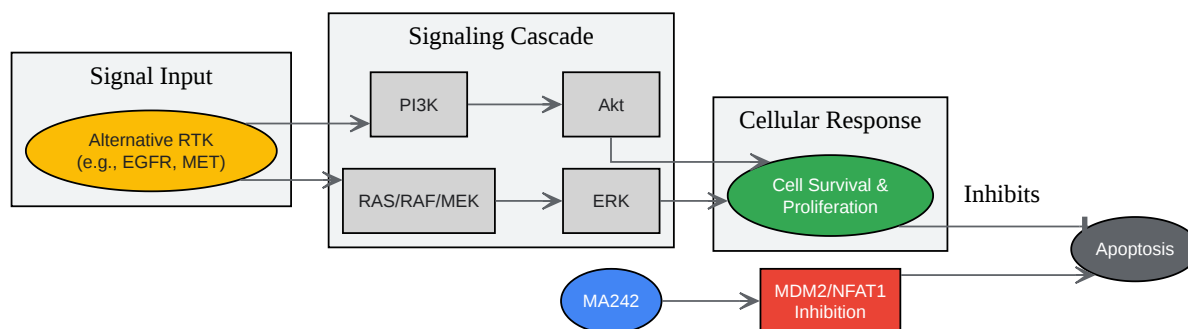 Signal Input
Alternative RTK
(e.g., EGFR, MET)
Signaling Cascade
PI3K
Akt
RAS/RAF/MEK
ERK
Cellular Response
Cell Survival &
Proliferation
Inhibits
Apoptosis
MA242
MDM2/NFAT1
Inhibition